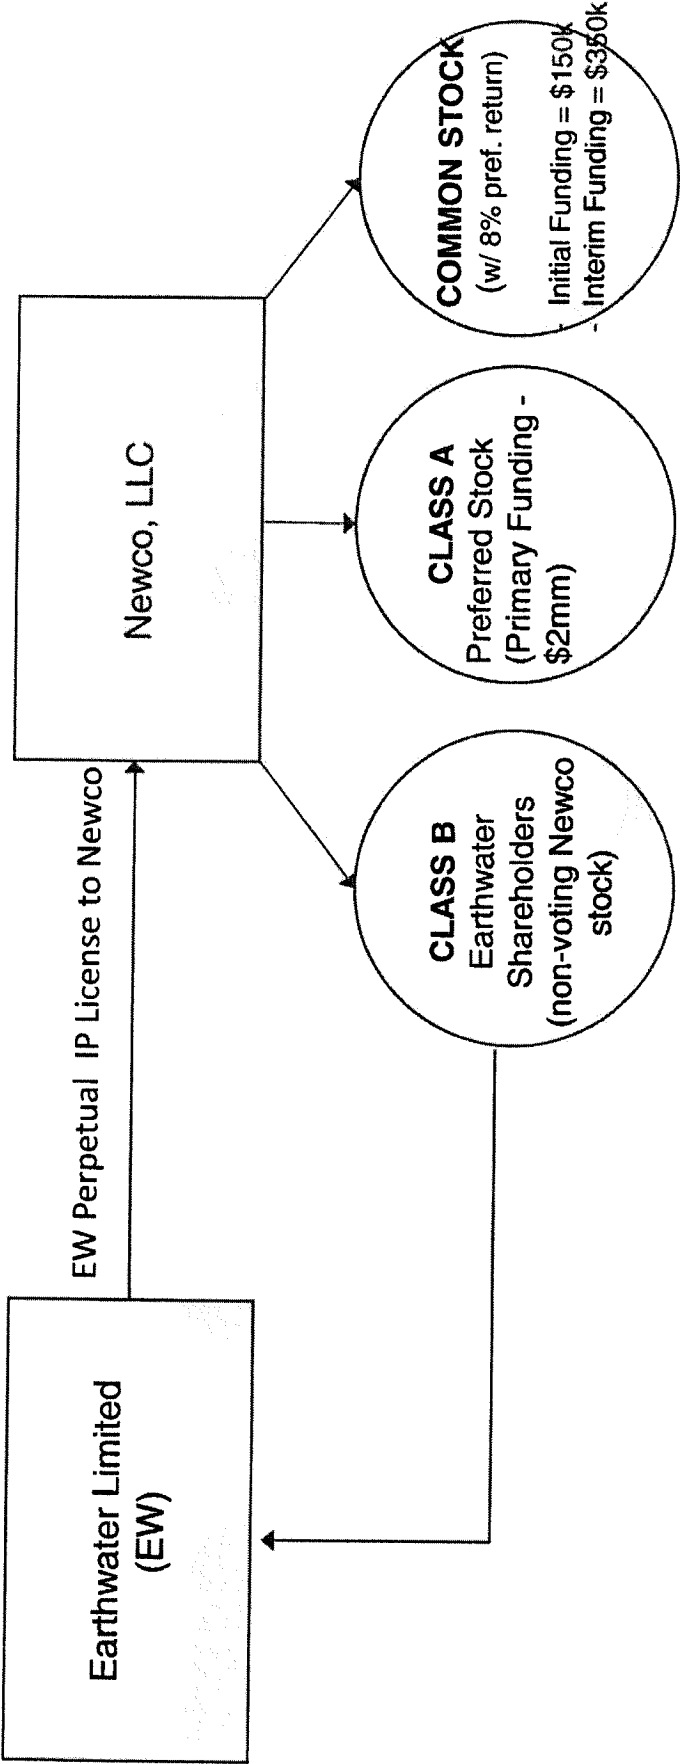 Earthwater Limited
(EW)
EW Perpetual IP License to Newco
Newco, LLC
CLASS B
Earthwater
Shareholders
(non-voting Newco
stock)
CLASS A
Preferred Stock
(Primary Funding -
$2mm)
COMMON STOCK
(w/ 8% pref. return)
- Initial Funding = $150k
- Interim Funding = $350k